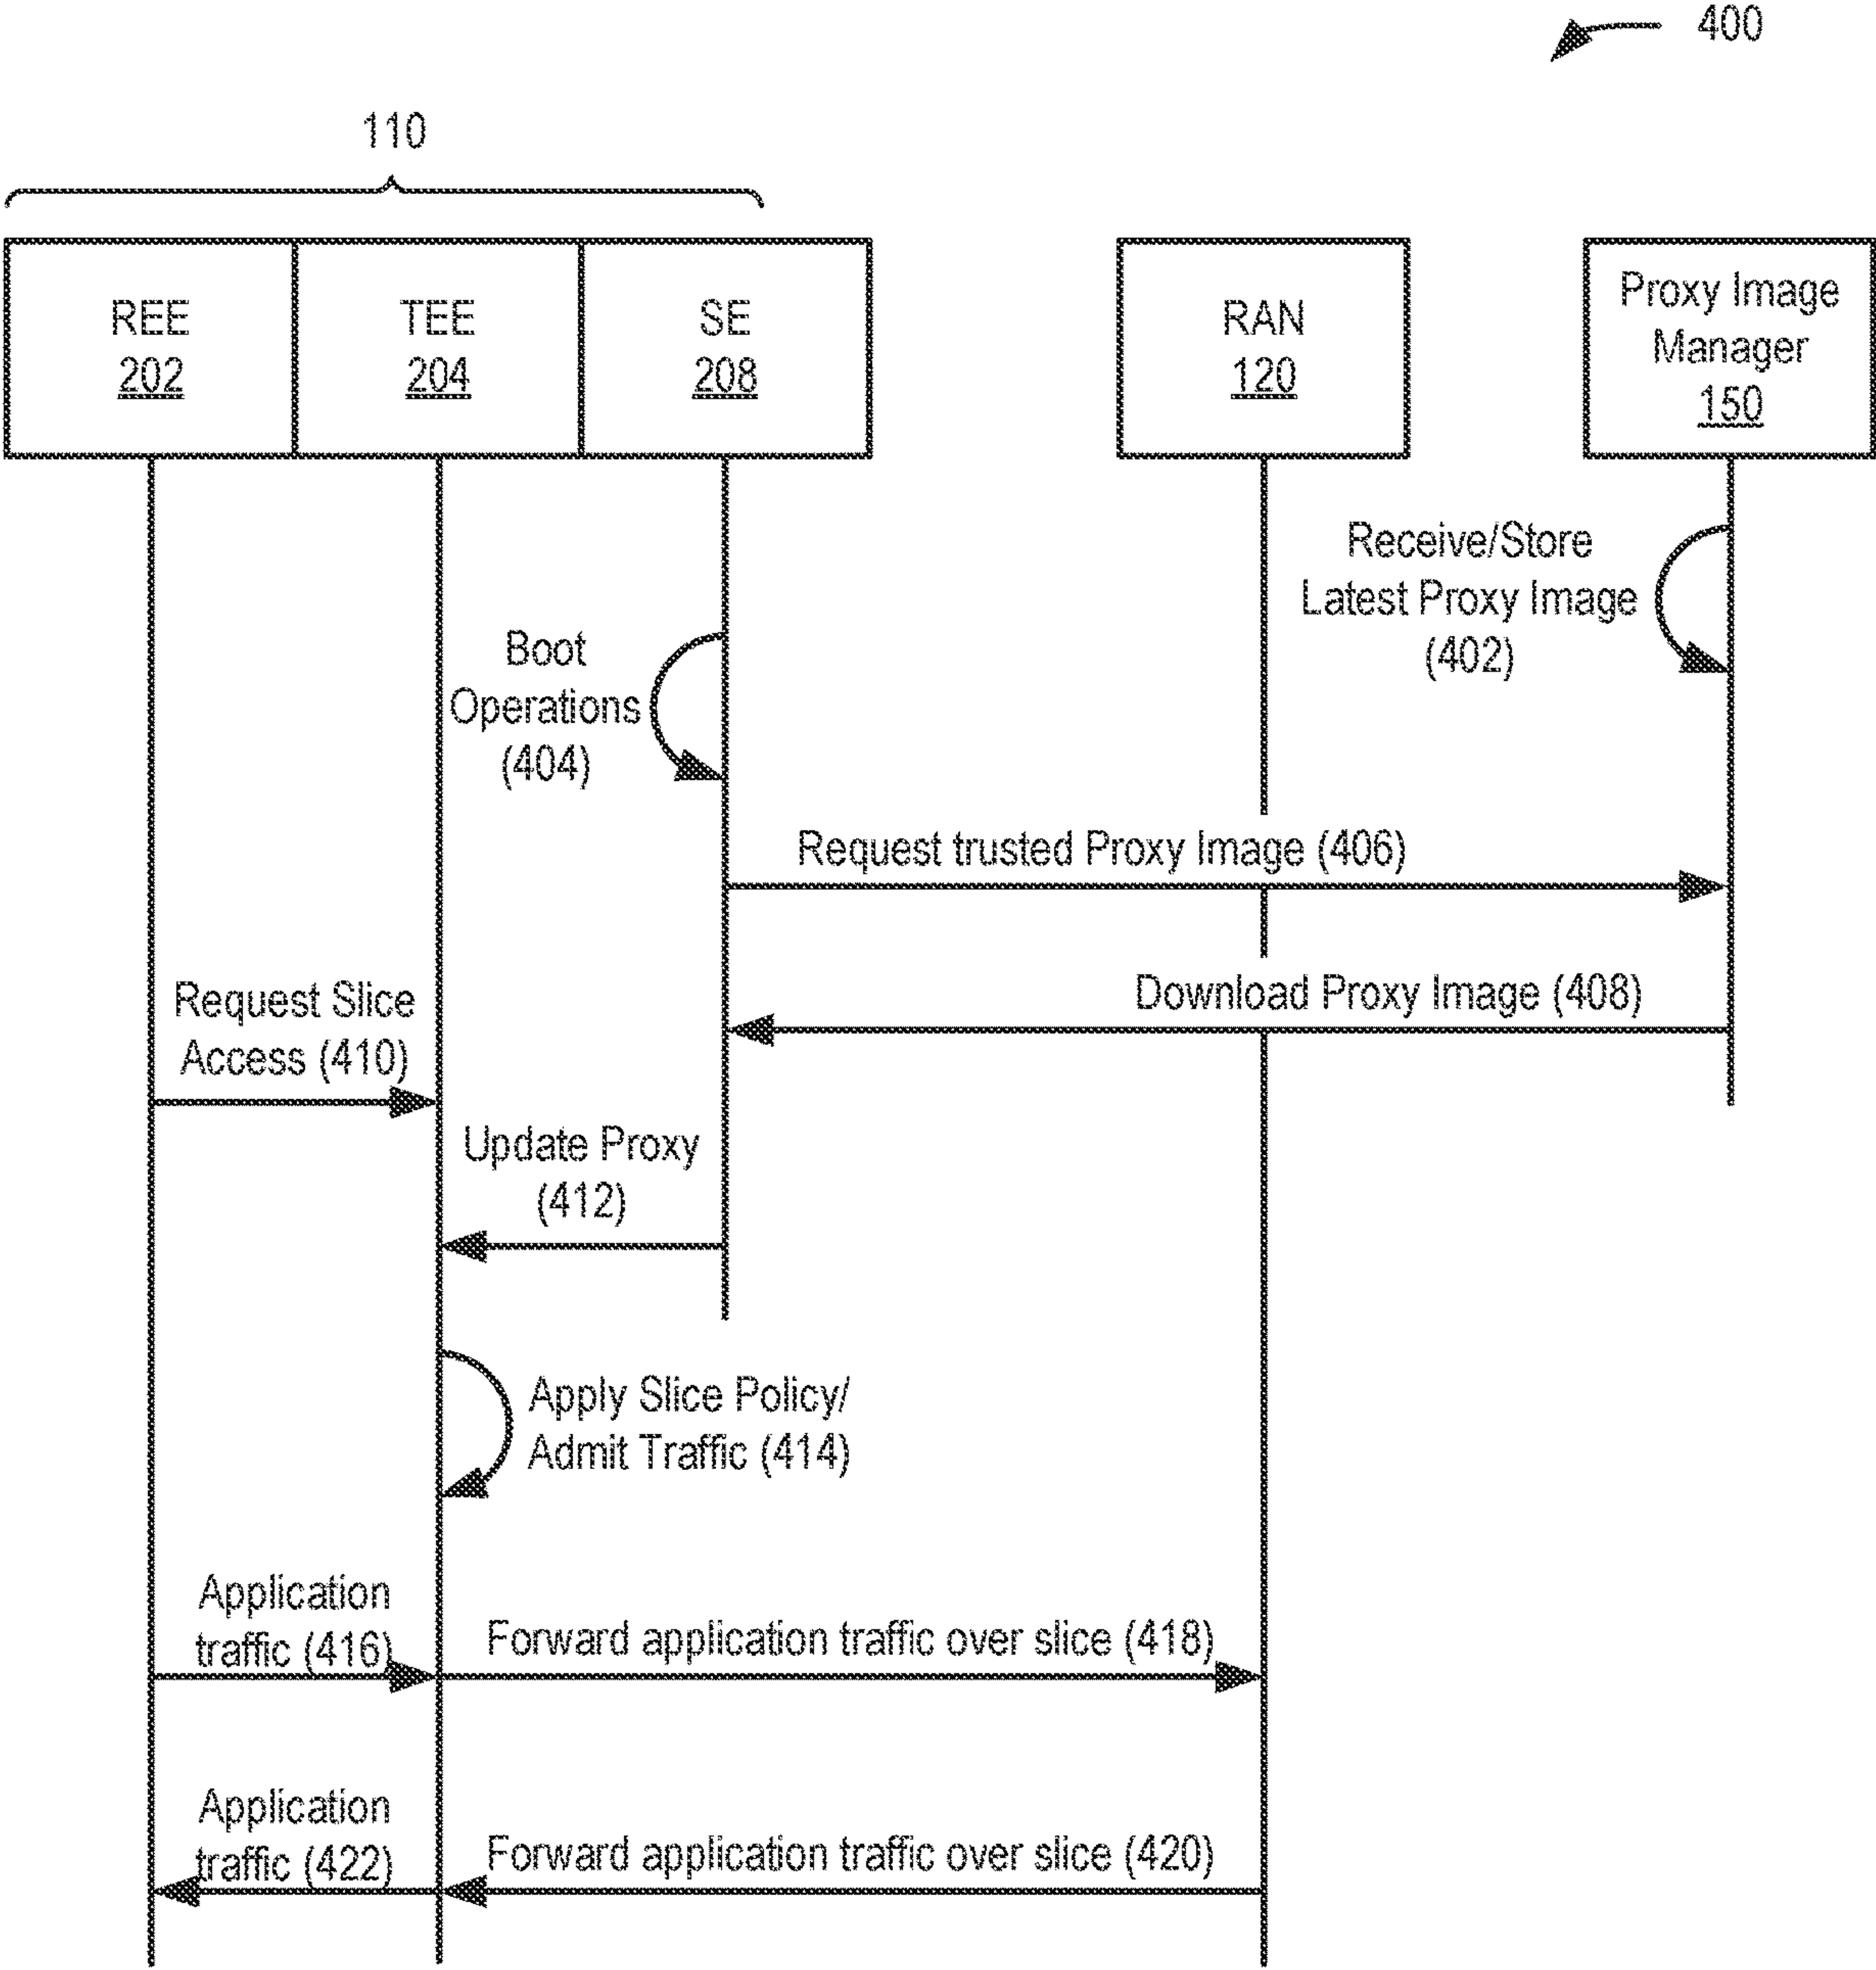 400
110
REE
202
TEE
204
SE
208
RAN
120
Proxy Image
Manager
150
Receive/Store
Latest Proxy Image
(402)
Boot
Operations
(404)
Request trusted Proxy Image (406)
Download Proxy Image (408)
Request Slice
Access (410)
Update Proxy
(412)
Apply Slice Policy/
Admit Traffic (414)
Application
traffic (416)
Forward application traffic over slice (418)
Application
traffic (422)
Forward application traffic over slice (420)